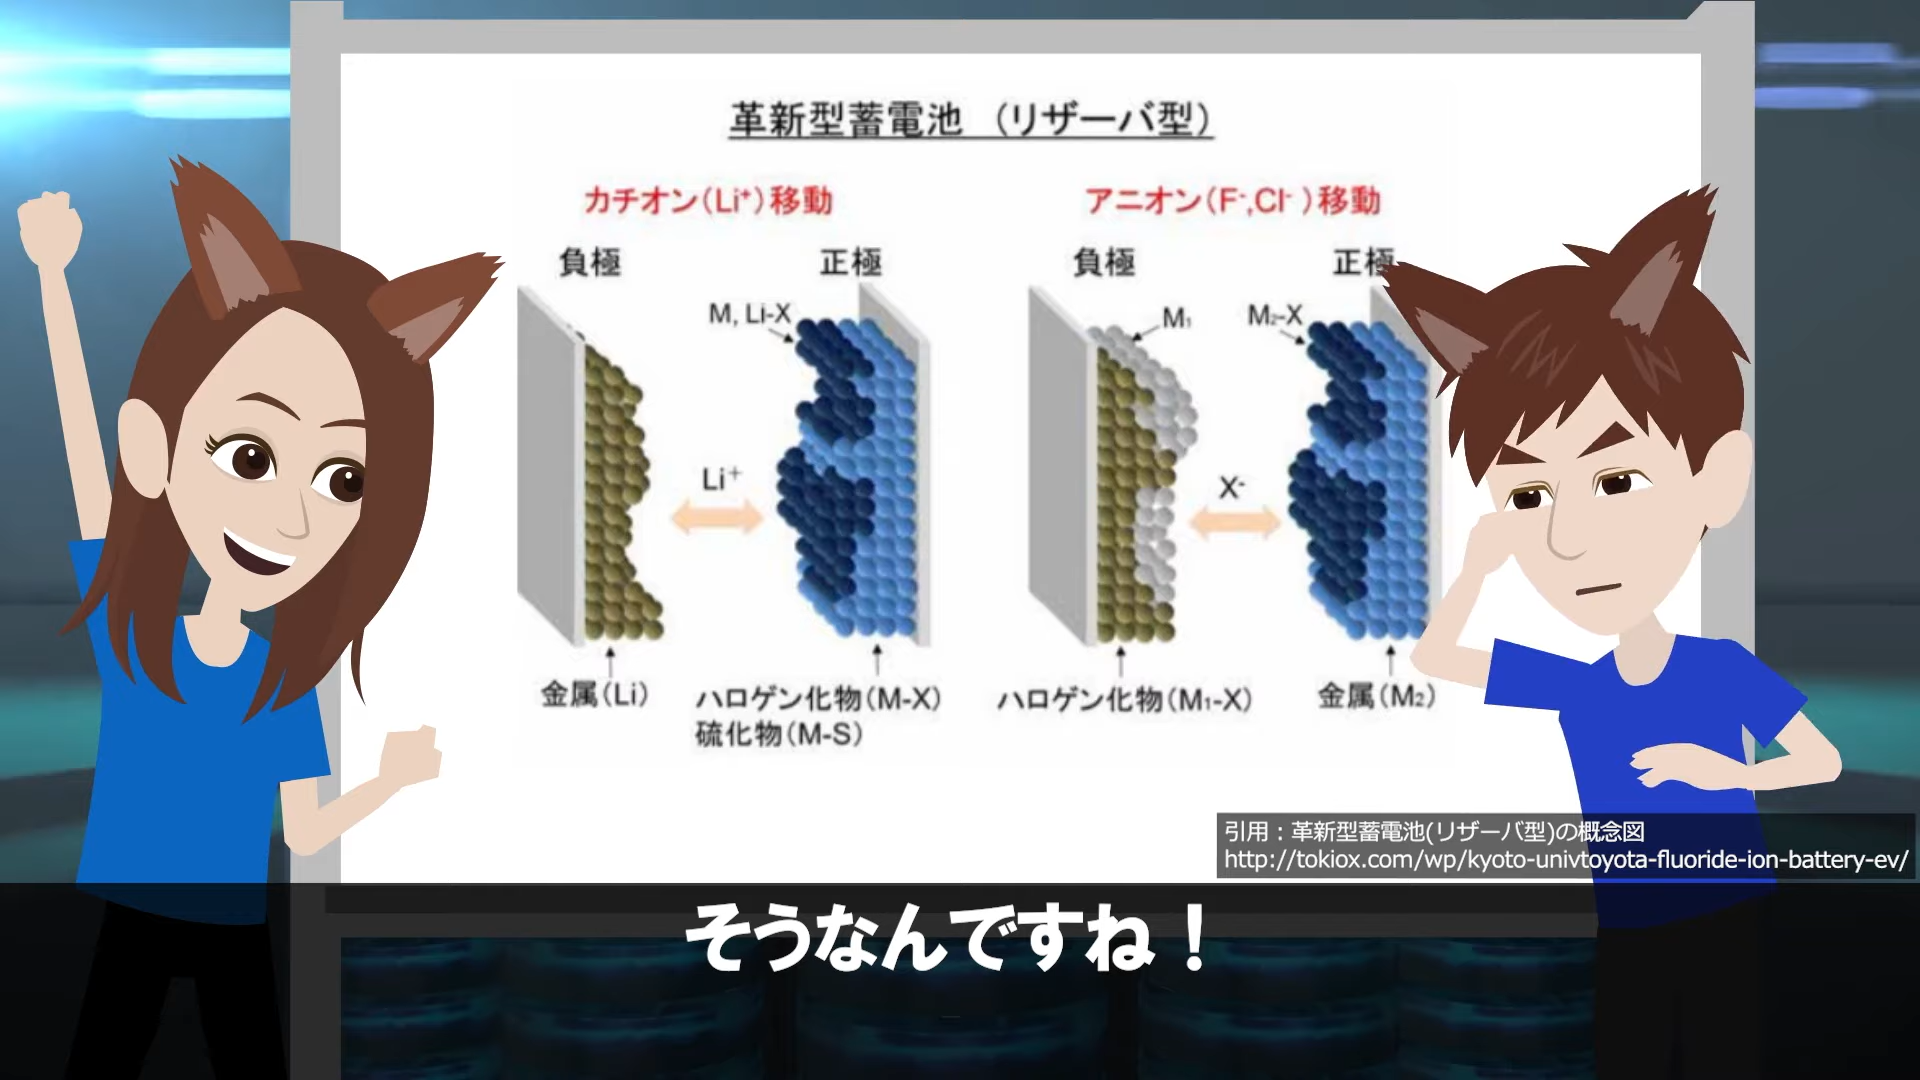 革新型蓄電池 （リザーバ型）
カチオン（Li⁺）移動
負極
正極
M, Li-X
Li⁺
金属（Li）
ハロゲン化物（M-X）
硫化物（M-S）
アニオン（F⁻,Cl⁻ ）移動
負極
正極
M₁
M₂-X
X⁻
ハロゲン化物（M₁-X）
金属（M₂）
引用：革新型蓄電池(リザーバ型)の概念図
http://tokiox.com/wp/kyoto-univtoyota-fluoride-ion-battery-ev/
そうなんですね！